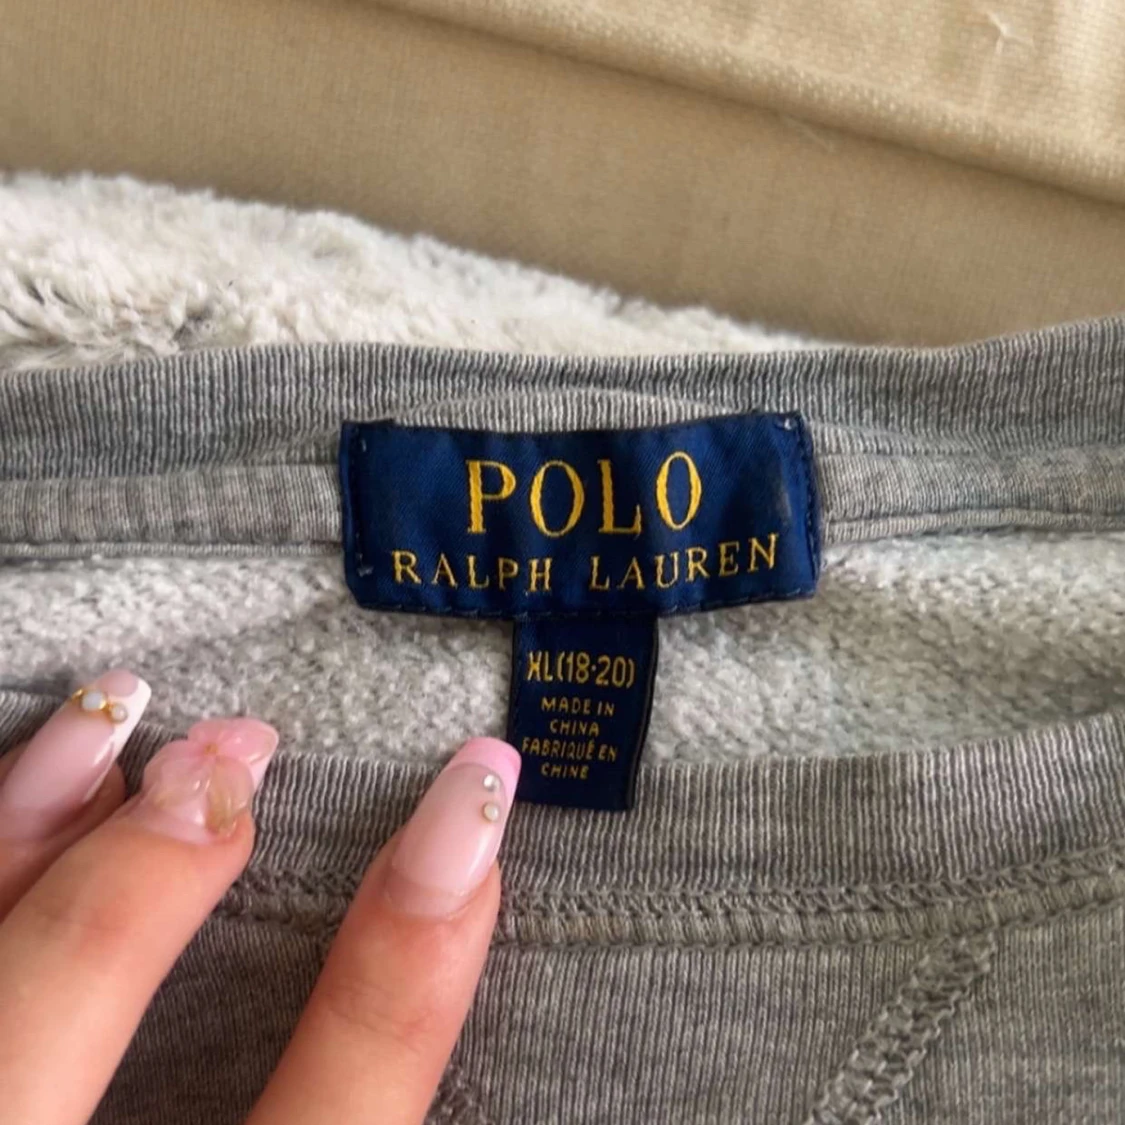 POLO
RALPH LAUREN
XL(18-20)
MADE IN
CHINA
FABRIQUÉ EN
CHINE